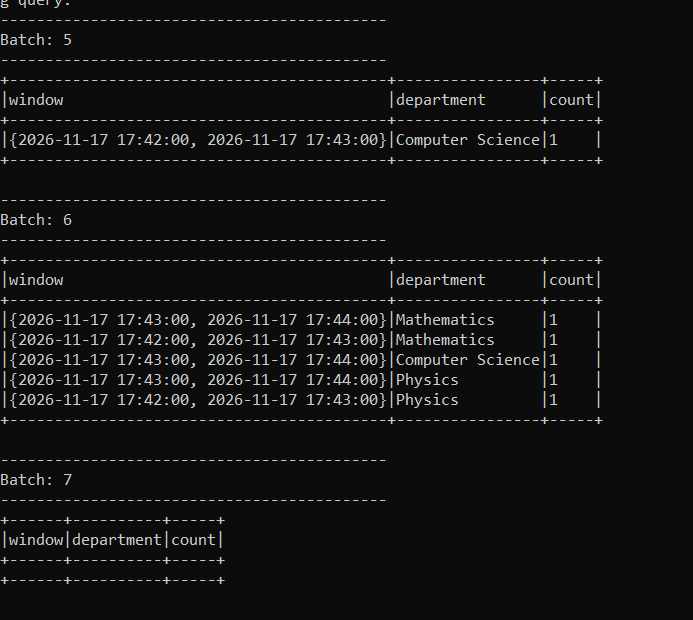 g query.
-------------------------------------------
Batch: 5
-------------------------------------------
+------------------------------------------+----------------+-----+
|window                                    |department      |count|
+------------------------------------------+----------------+-----+
|{2026-11-17 17:42:00, 2026-11-17 17:43:00}|Computer Science|1    |
+------------------------------------------+----------------+-----+

-------------------------------------------
Batch: 6
-------------------------------------------
+------------------------------------------+----------------+-----+
|window                                    |department      |count|
+------------------------------------------+----------------+-----+
|{2026-11-17 17:43:00, 2026-11-17 17:44:00}|Mathematics     |1    |
|{2026-11-17 17:42:00, 2026-11-17 17:43:00}|Mathematics     |1    |
|{2026-11-17 17:43:00, 2026-11-17 17:44:00}|Computer Science|1    |
|{2026-11-17 17:43:00, 2026-11-17 17:44:00}|Physics         |1    |
|{2026-11-17 17:42:00, 2026-11-17 17:43:00}|Physics         |1    |
+------------------------------------------+----------------+-----+

-------------------------------------------
Batch: 7
-------------------------------------------
+------+----------+-----+
|window|department|count|
+------+----------+-----+
+------+----------+-----+